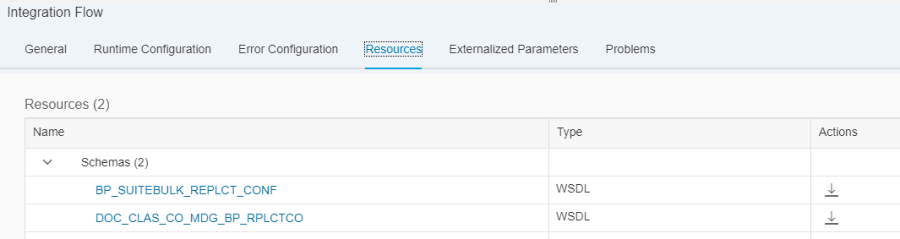 Integration Flow
General Runtime Configuration Error Configuration Resources Externalized Parameters Problems
Resources (2)
Name Type Actions
Schemas (2)
BP_SUITEBULK_REPLCT_CONF WSDL
DOC_CLAS_CO_MDG_BP_RPLCTCO WSDL